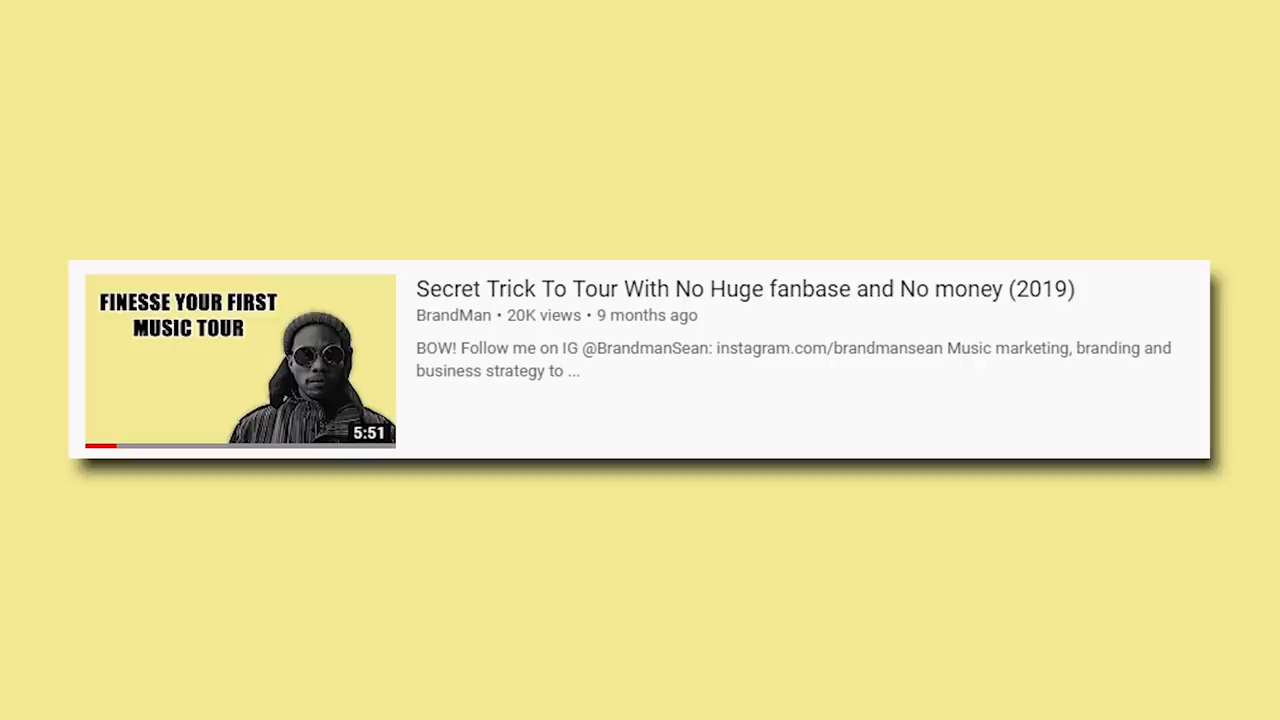 FINESSE YOUR FIRST
MUSIC TOUR
5:51
Secret Trick To Tour With No Huge fanbase and No money (2019)
BrandMan • 20K views • 9 months ago
BOW! Follow me on IG @BrandmanSean: instagram.com/brandmansean Music marketing, branding and
business strategy to ...